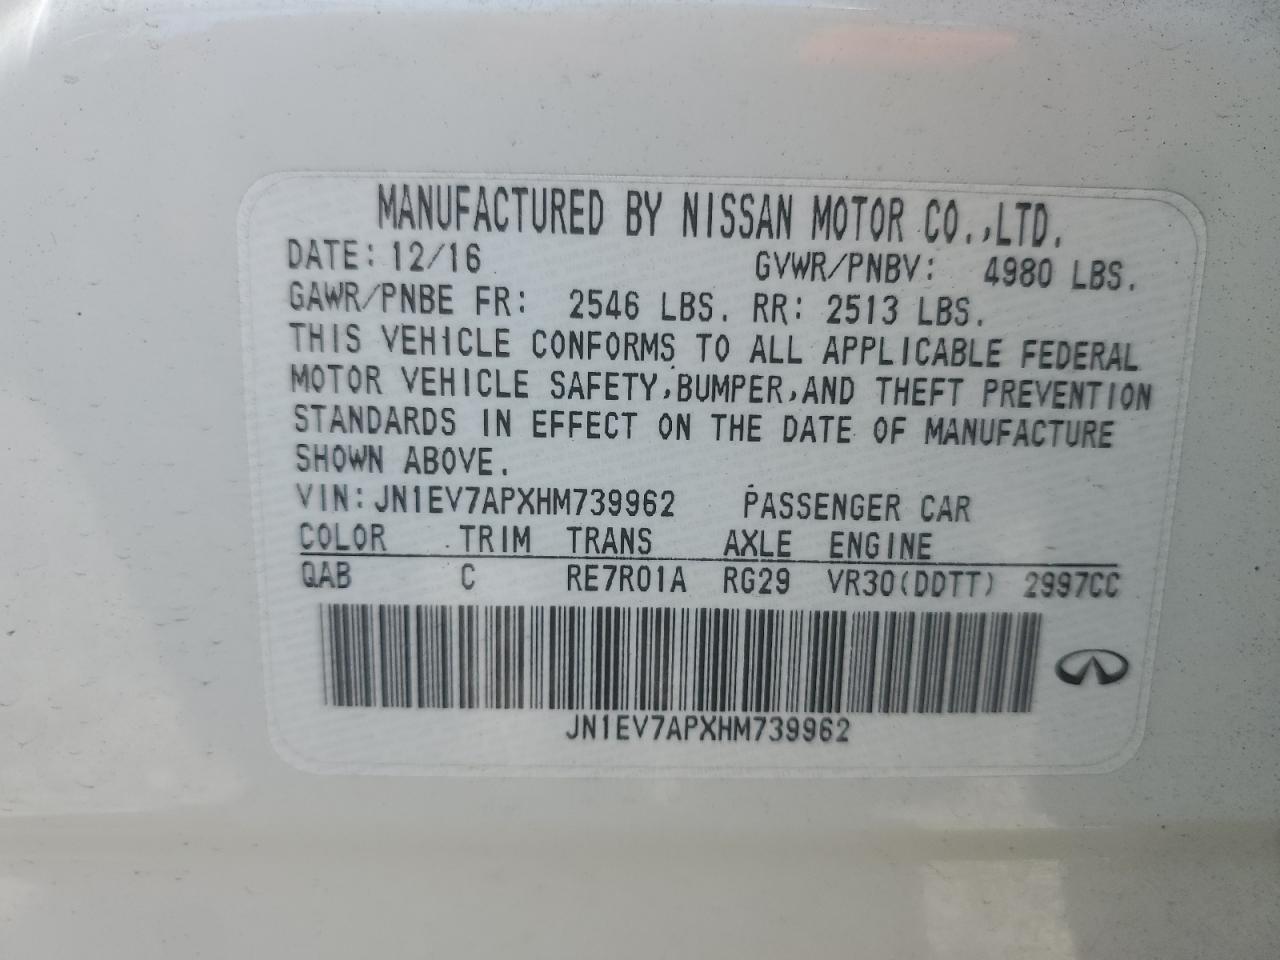 MANUFACTURED BY NISSAN MOTOR CO.,LTD.
DATE: 12/16 GVWR/PNBV: 4980 LBS.
GAWR/PNBE FR: 2546 LBS. RR: 2513 LBS.
THIS VEHICLE CONFORMS TO ALL APPLICABLE FEDERAL
MOTOR VEHICLE SAFETY,BUMPER,AND THEFT PREVENTION
STANDARDS IN EFFECT ON THE DATE OF MANUFACTURE
SHOWN ABOVE.
VIN: JN1EV7APXHM739962 PASSENGER CAR
COLOR TRIM TRANS AXLE ENGINE
QAB C RE7R01A RG29 VR30(DDTT) 2997CC
JN1EV7APXHM739962